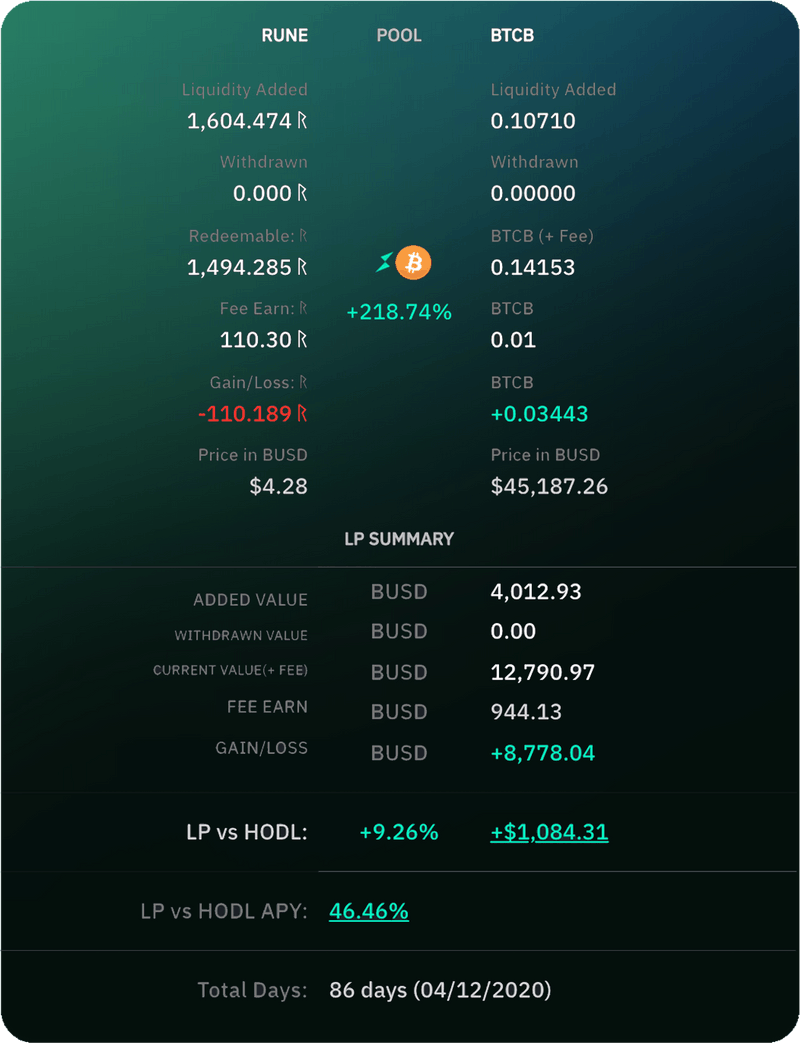 RUNE POOL BTCB
Liquidity Added Liquidity Added
1,604.474 ᚱ 0.10710
Withdrawn Withdrawn
0.000 ᚱ 0.00000
Redeemable: ᚱ BTCB (+ Fee)
1,494.285 ᚱ 0.14153
Fee Earn: ᚱ +218.74% BTCB
110.30 ᚱ 0.01
Gain/Loss: ᚱ BTCB
-110.189 ᚱ +0.03443
Price in BUSD Price in BUSD
$4.28 $45,187.26
LP SUMMARY
ADDED VALUE BUSD 4,012.93
WITHDRAWN VALUE BUSD 0.00
CURRENT VALUE(+ FEE) BUSD 12,790.97
FEE EARN BUSD 944.13
GAIN/LOSS BUSD +8,778.04
LP vs HODL: +9.26% +$1,084.31
LP vs HODL APY: 46.46%
Total Days: 86 days (04/12/2020)